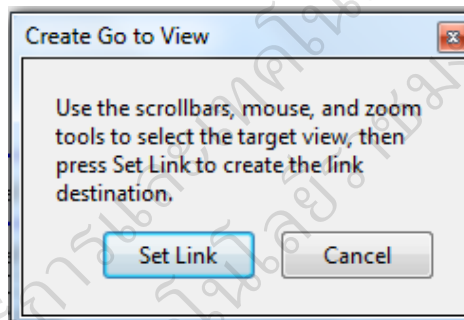 Create Go to View
Use the scrollbars, mouse, and zoom
tools to select the target view, then
press Set Link to create the link
destination.
Set Link
Cancel